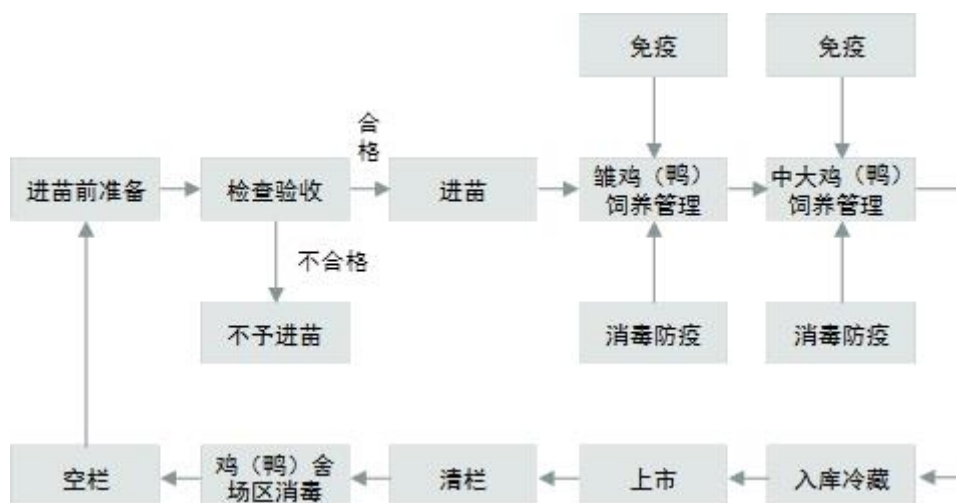 免疫
免疫
合
格
进苗前准备
检查验收
进苗
雏鸡（鸭）
饲养管理
中大鸡（鸭）
饲养管理
不合格
不予进苗
消毒防疫
消毒防疫
空栏
鸡（鸭）舍
场区消毒
清栏
上市
入库冷藏